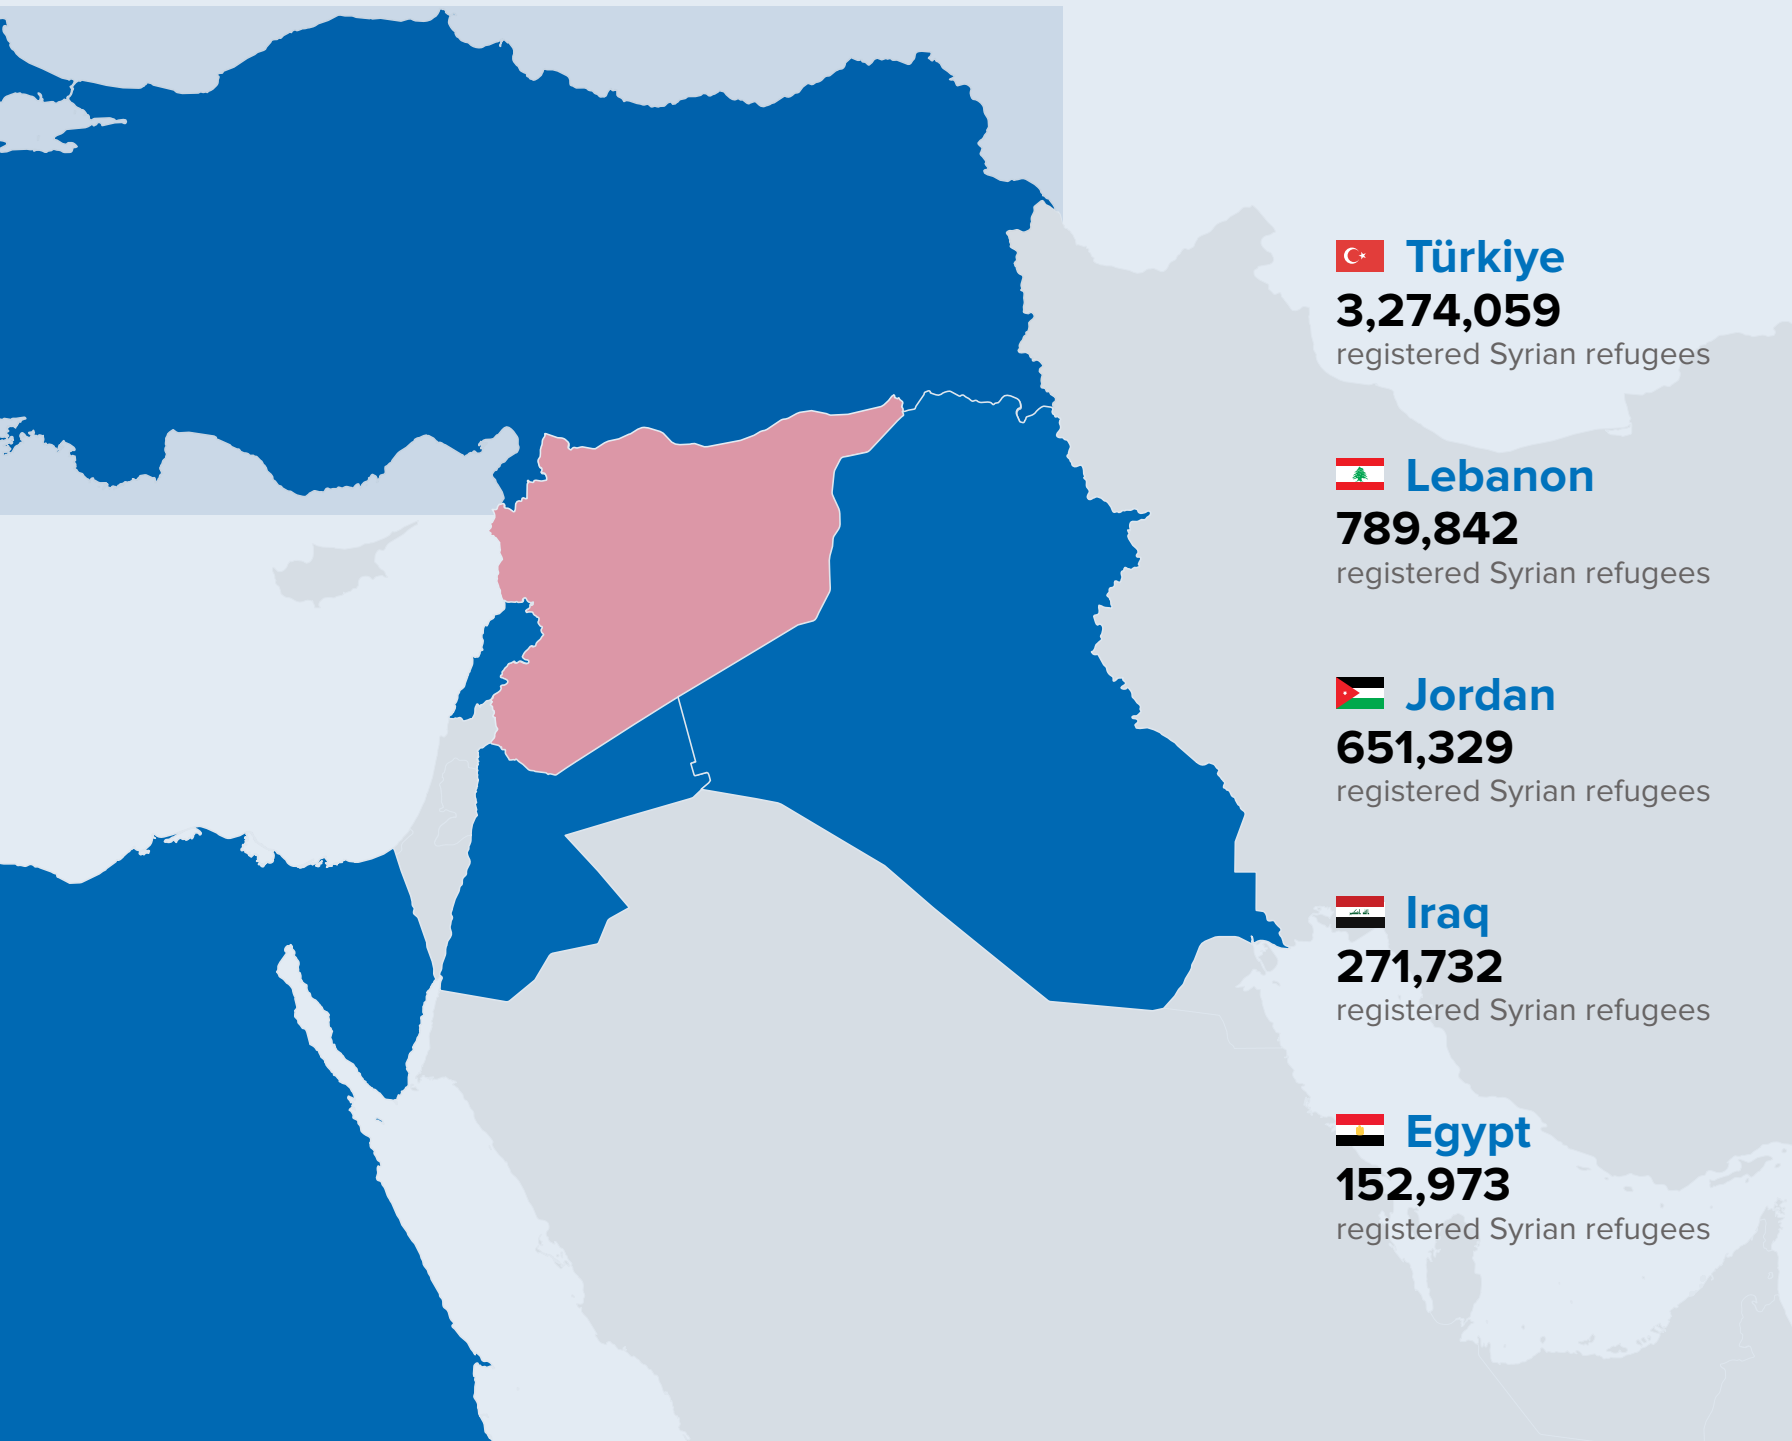 Türkiye
3,274,059
registered Syrian refugees
Lebanon
789,842
registered Syrian refugees
Jordan
651,329
registered Syrian refugees
Iraq
271,732
registered Syrian refugees
Egypt
152,973
registered Syrian refugees